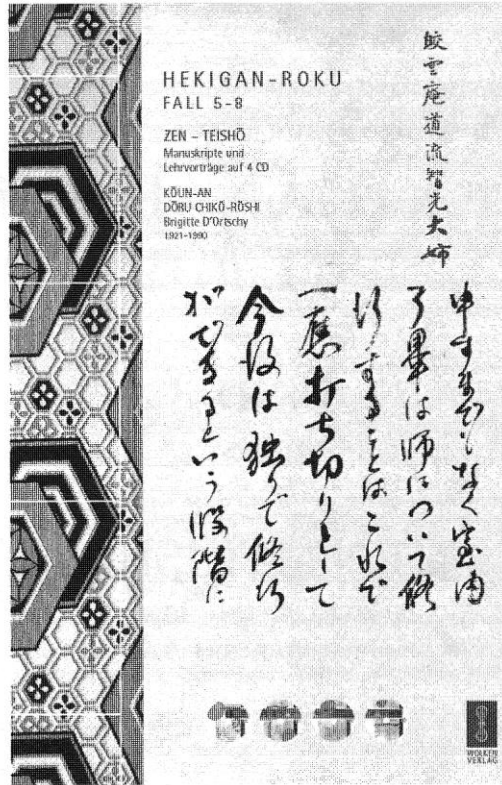 HEKIGAN-ROKU
FALL 5-8
ZEN – TEISHŌ
Manuskripte und
Lehrvorträge auf 4 CD
KŌUN-AN
DŌRU CHIKŌ-RŌSHI
Brigitte D'Ortschy
1921-1990
雲庵道流智光大姉
申すまでもなく室内
了畢は師について修
行することはこれで
一應打ち切りとして
今後は独りで修行
ができるという段階に
WOLKEN
VERLAG